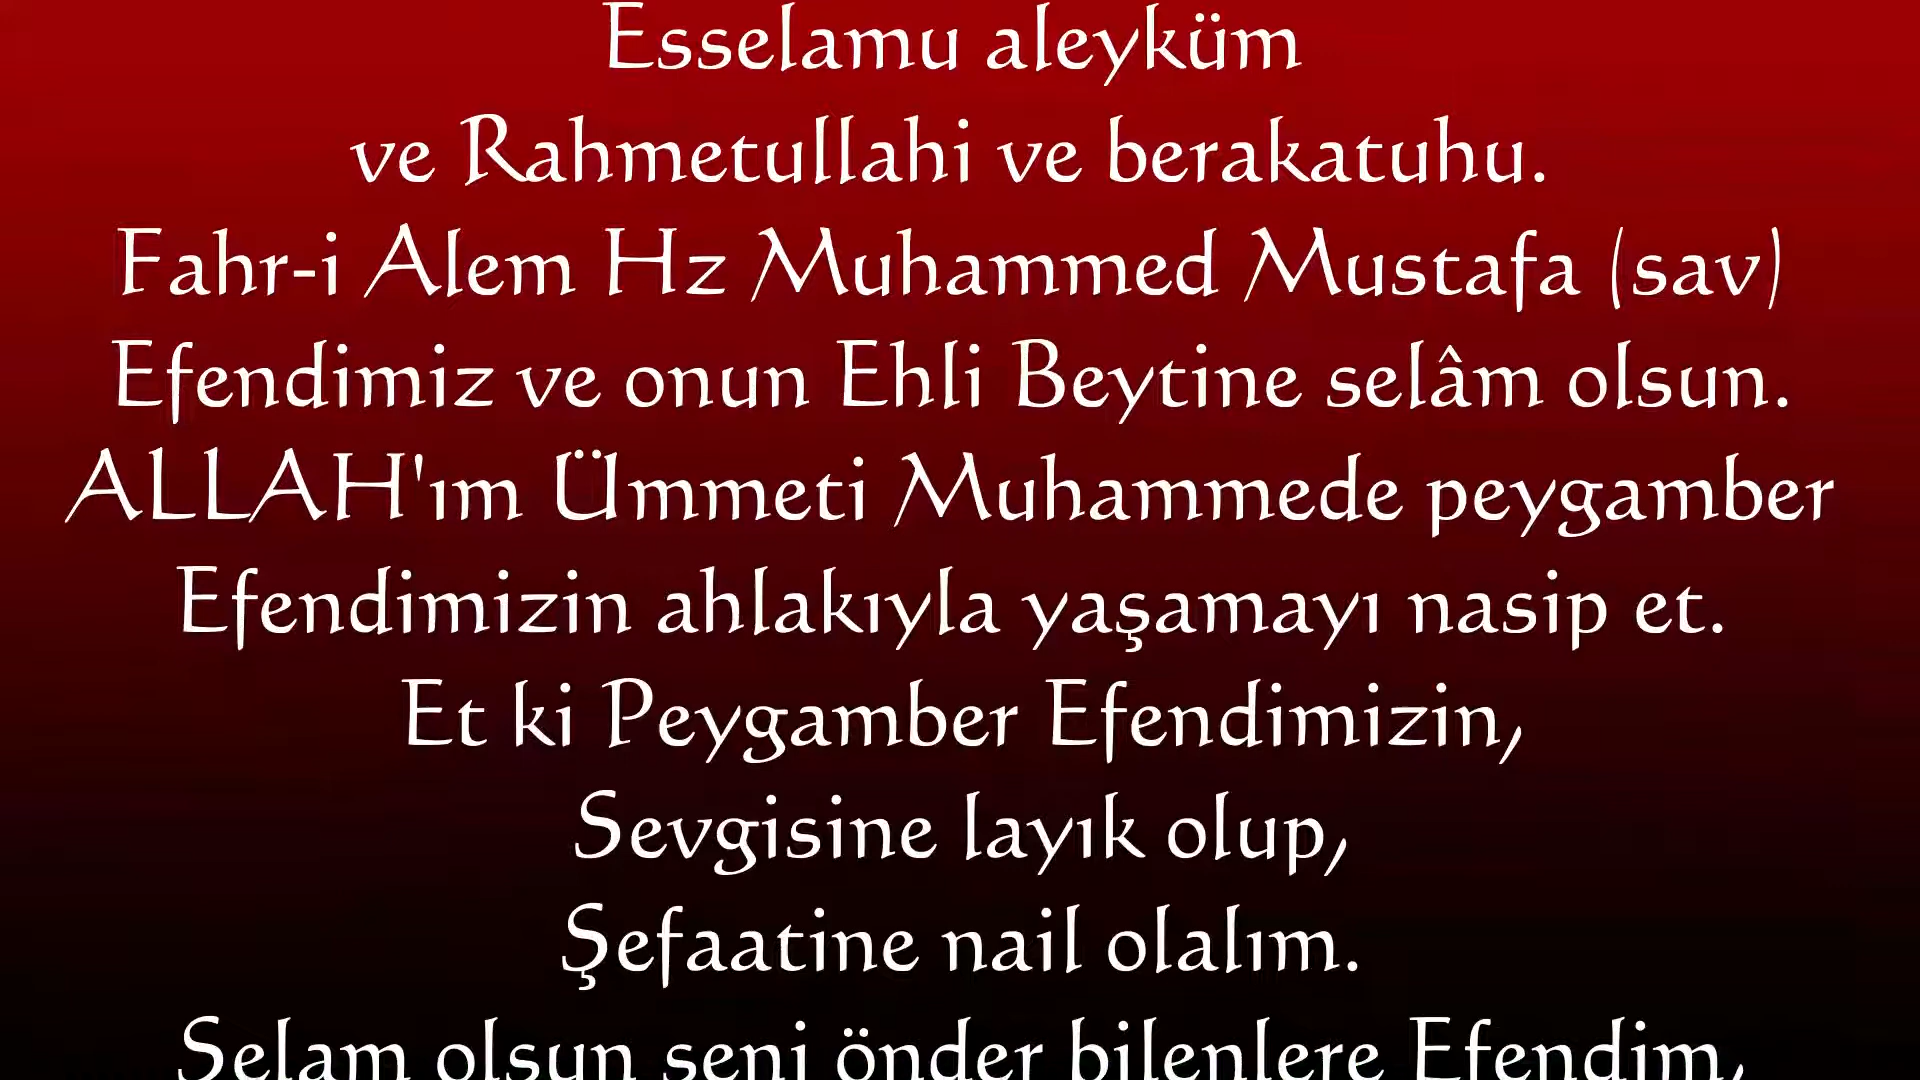 Esselamu aleyküm
ve Rahmetullahi ve berakatuhu.
Fahr-i Alem Hz Muhammed Mustafa (sav)
Efendimiz ve onun Ehli Beytine selâm olsun.
ALLAH'ım Ümmeti Muhammede peygamber
Efendimizin ahlakıyla yaşamayı nasip et.
Et ki Peygamber Efendimizin,
Sevgisine layık olup,
Şefaatine nail olalım.
Selam olsun seni önder bilenlere Efendim,